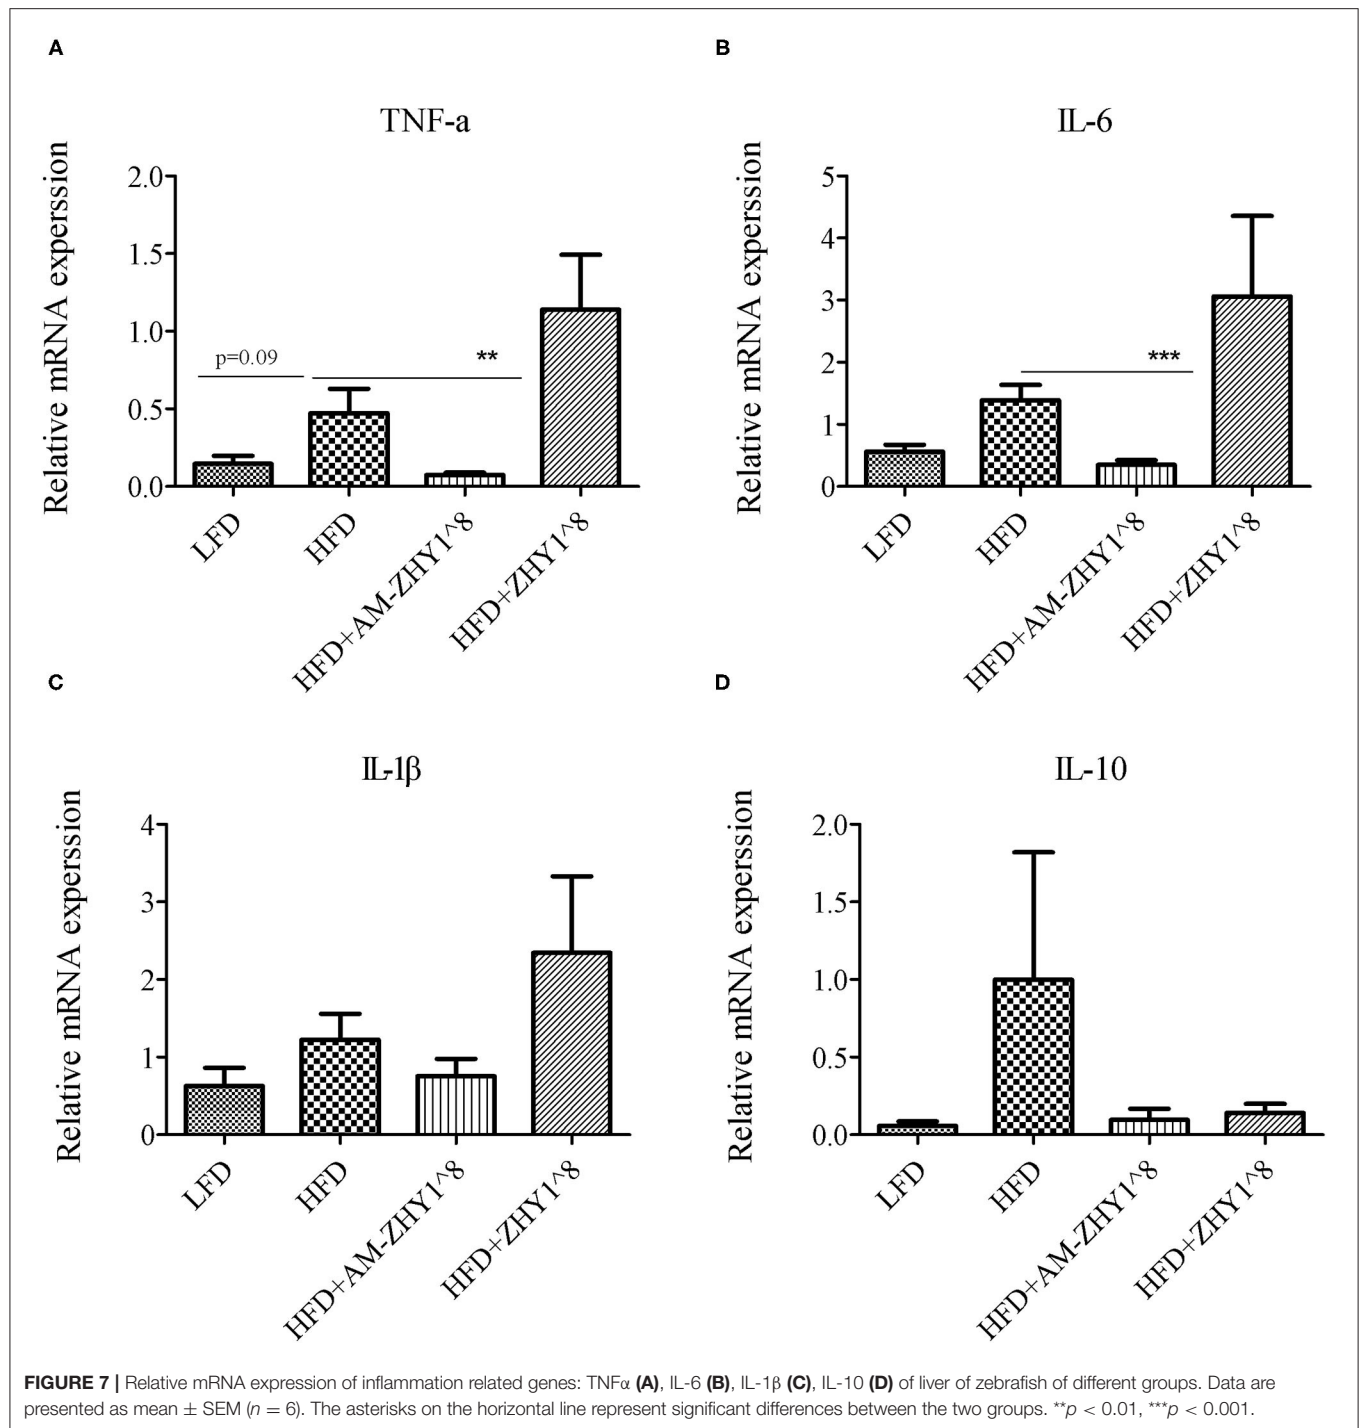 A
TNF-a
Relative mRNA experssion
2.0
1.5
1.0
0.5
0.0
p=0.09
**
LFD
HFD
HFD+AM-ZHY1^8
HFD+ZHY1^8
B
IL-6
Relative mRNA experssion
5
4
3
2
1
0
***
LFD
HFD
HFD+AM-ZHY1^8
HFD+ZHY1^8
C
IL-1β
Relative mRNA experssion
4
3
2
1
0
LFD
HFD
HFD+AM-ZHY1^8
HFD+ZHY1^8
D
IL-10
Relative mRNA experssion
2.0
1.5
1.0
0.5
0.0
LFD
HFD
HFD+AM-ZHY1^8
HFD+ZHY1^8
FIGURE 7 | Relative mRNA expression of inflammation related genes: TNFα (A), IL-6 (B), IL-1β (C), IL-10 (D) of liver of zebrafish of different groups. Data are
presented as mean ± SEM (n = 6). The asterisks on the horizontal line represent significant differences between the two groups. **p < 0.01, ***p < 0.001.